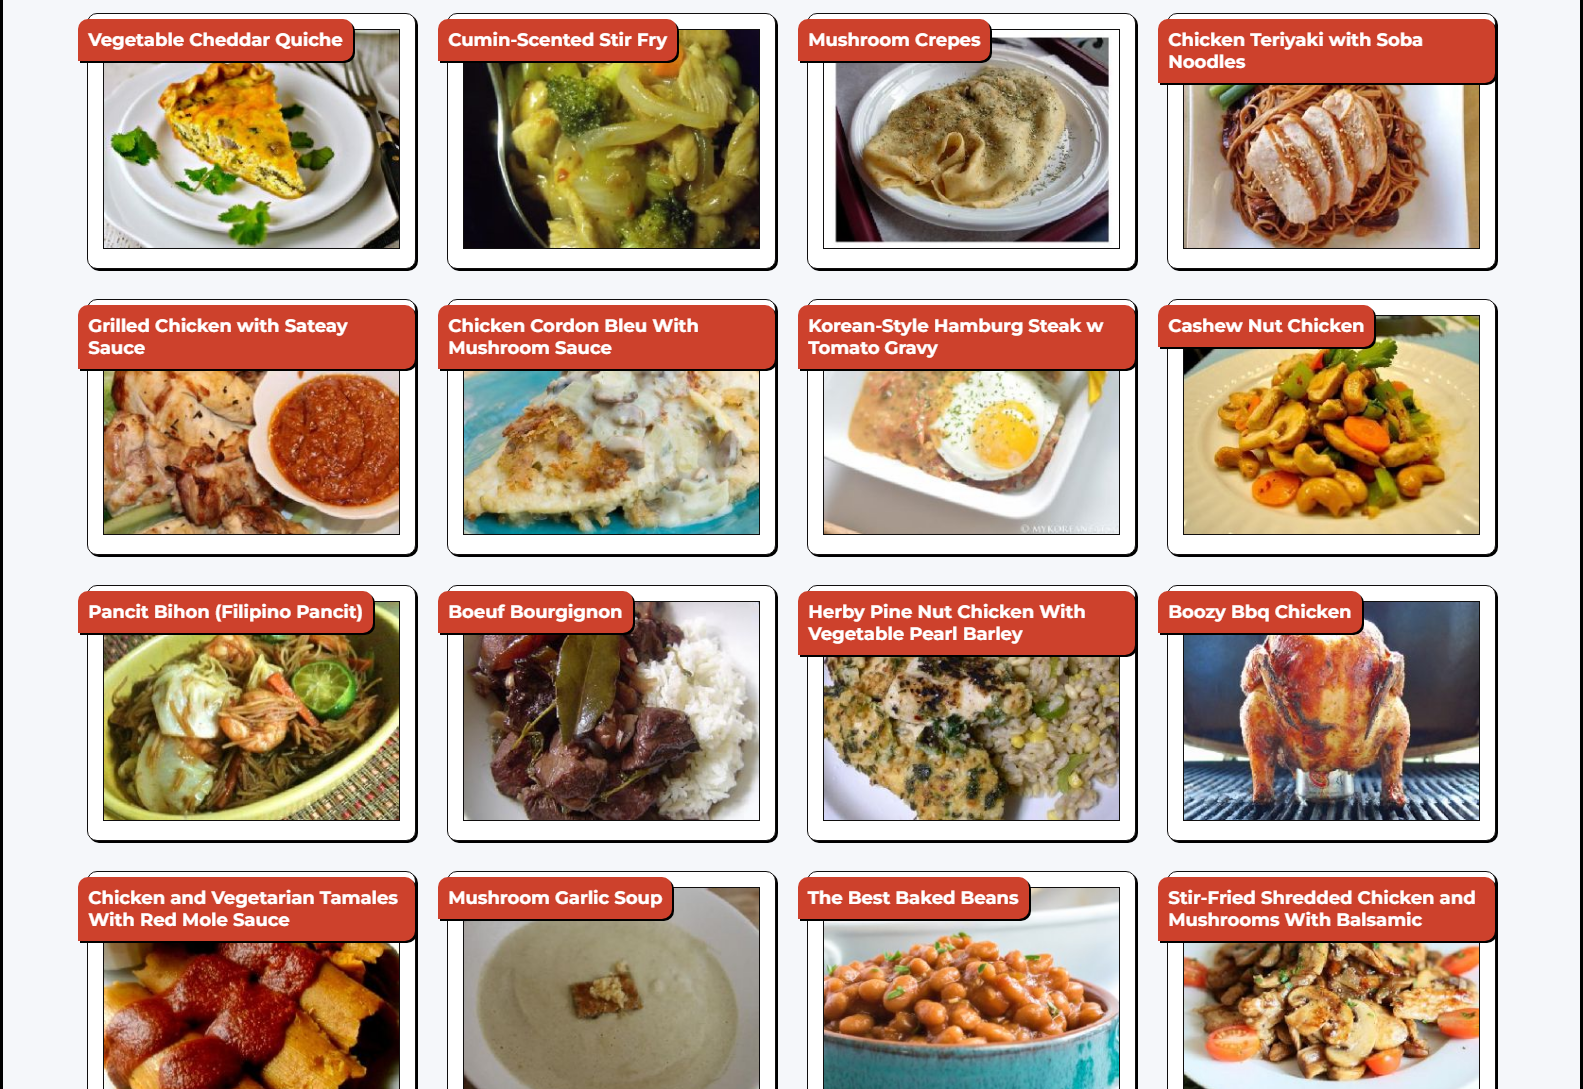 Vegetable Cheddar Quiche
Cumin-Scented Stir Fry
Mushroom Crepes
Chicken Teriyaki with Soba
Noodles
Grilled Chicken with Sateay
Sauce
Chicken Cordon Bleu With
Mushroom Sauce
Korean-Style Hamburg Steak w
Tomato Gravy
Cashew Nut Chicken
Pancit Bihon (Filipino Pancit)
Boeuf Bourgignon
Herby Pine Nut Chicken With
Vegetable Pearl Barley
Boozy Bbq Chicken
Chicken and Vegetarian Tamales
With Red Mole Sauce
Mushroom Garlic Soup
The Best Baked Beans
Stir-Fried Shredded Chicken and
Mushrooms With Balsamic